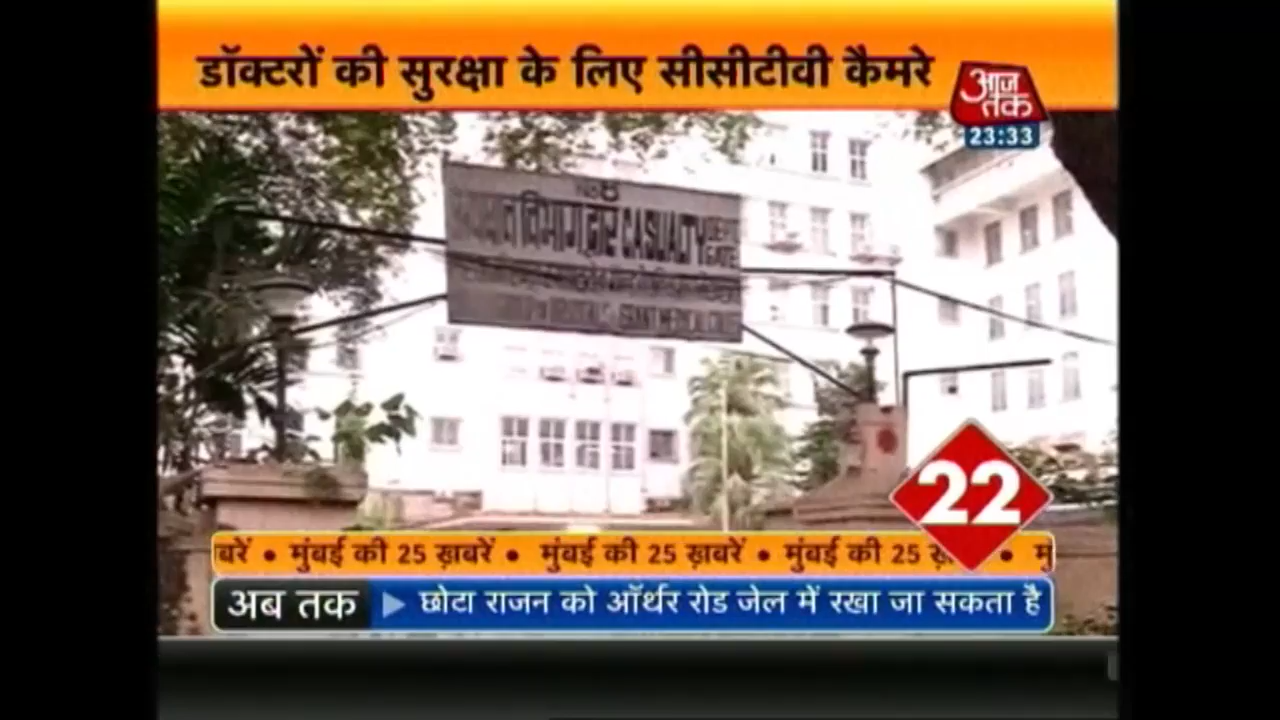 डॉक्टरों की सुरक्षा के लिए सीसीटीवी कैमरे
आज
तक
23:33
विभाग द्वार CASUALTY
22
बरें • मुंबई की 25 ख़बरें • मुंबई की 25 ख़बरें • मुंबई की 25 • मुं
अब तक छोटा राजन को ऑर्थर रोड जेल में रखा जा सकता है